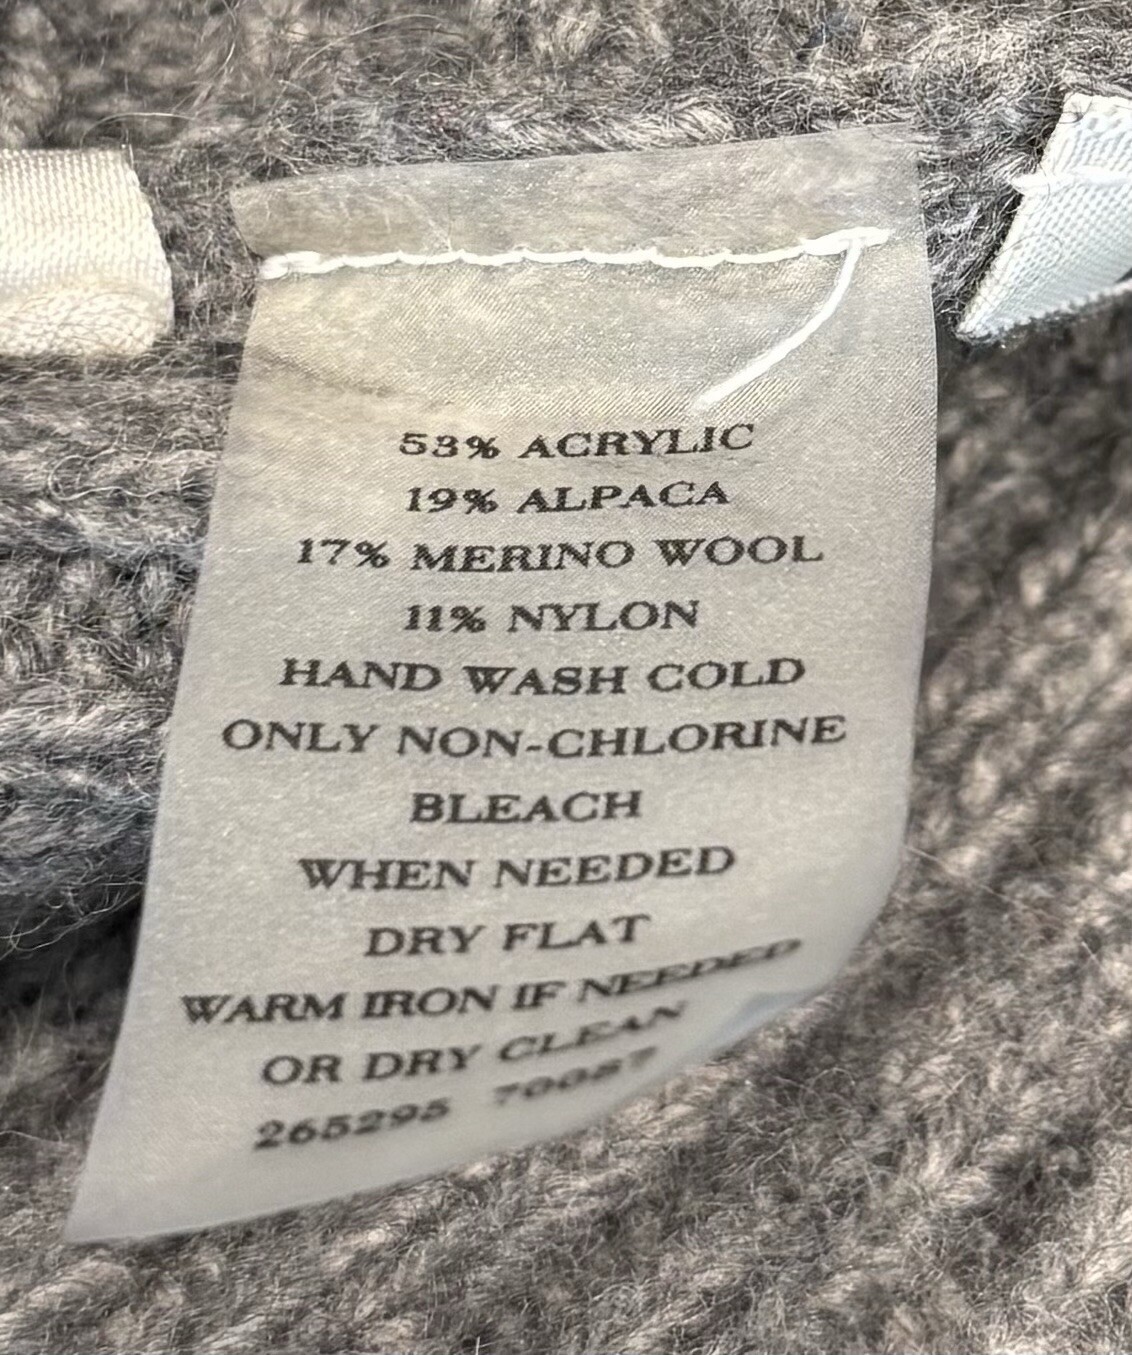 53% ACRYLIC
19% ALPACA
17% MERINO WOOL
11% NYLON
HAND WASH COLD
ONLY NON-CHLORINE
BLEACH
WHEN NEEDED
DRY FLAT
WARM IRON IF NEEDED
OR DRY CLEAN
265295 70087